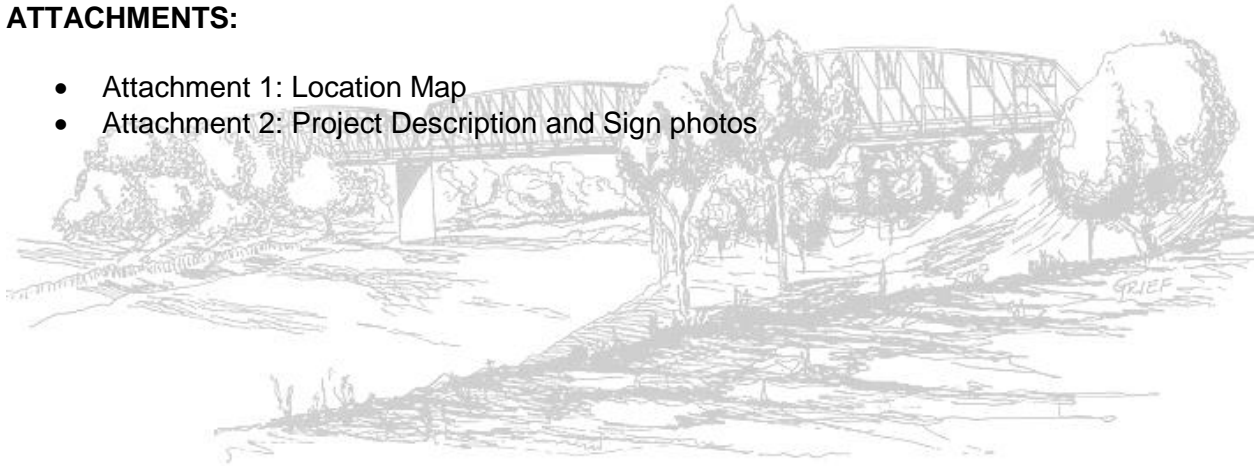 ATTACHMENTS:
• Attachment 1: Location Map
• Attachment 2: Project Description and Sign photos
GRIEF